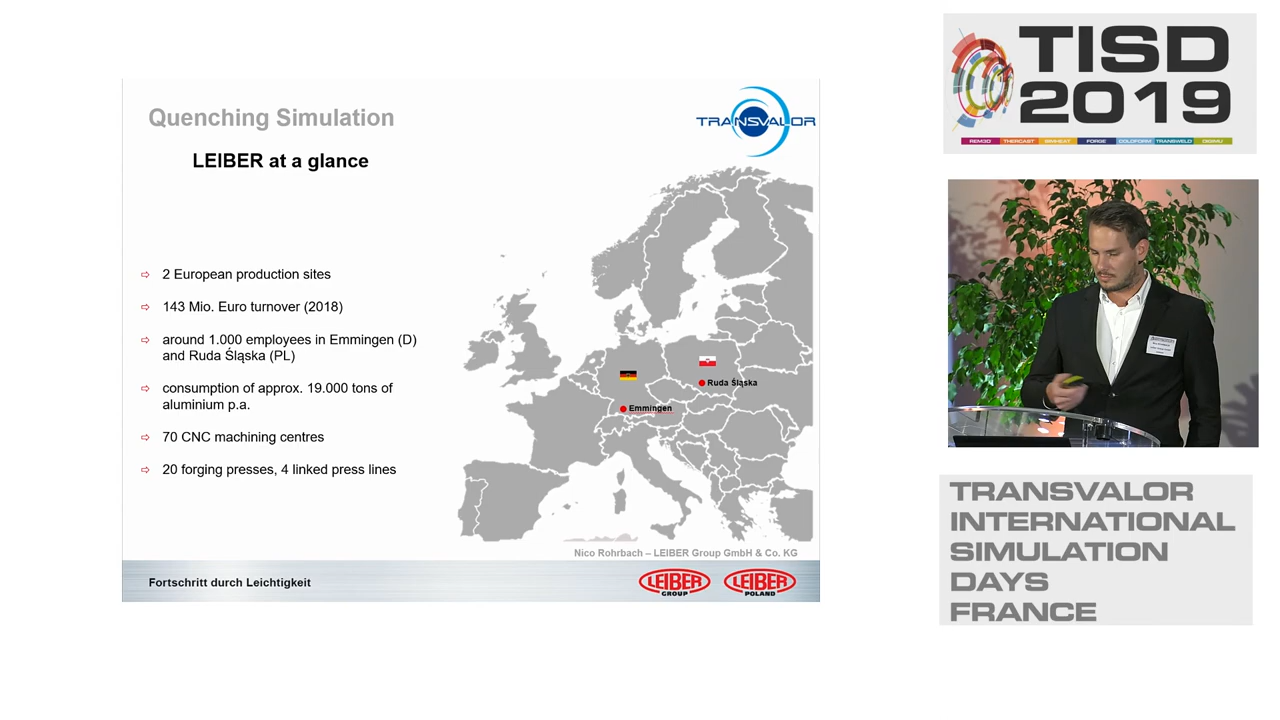 Quenching Simulation
TRANSVALOR
LEIBER at a glance
2 European production sites
143 Mio. Euro turnover (2018)
around 1.000 employees in Emmingen (D)
and Ruda Śląska (PL)
consumption of approx. 19.000 tons of
aluminium p.a.
70 CNC machining centres
20 forging presses, 4 linked press lines
Ruda Śląska
Emmingen
Nico Rohrbach – LEIBER Group GmbH & Co. KG
Fortschritt durch Leichtigkeit
LEIBER
GROUP
LEIBER
POLAND
TISD
2019
REM3D THERCAST SIMHEAT FORGE COLDFORM TRANSWELD DIGIMU
TRANSVALOR
INTERNATIONAL
SIMULATION
DAYS
FRANCE